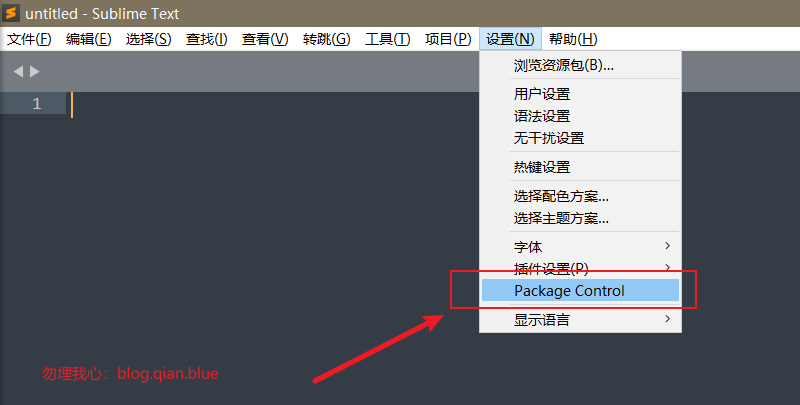 untitled - Sublime Text
文件(F) 编辑(E) 选择(S) 查找(I) 查看(V) 转跳(G) 工具(T) 项目(P) 设置(N) 帮助(H)
1
浏览资源包(B)...
用户设置
语法设置
无干扰设置
热键设置
选择配色方案...
选择主题方案...
字体
插件设置(P)
Package Control
显示语言
勿埋我心：blog.qian.blue